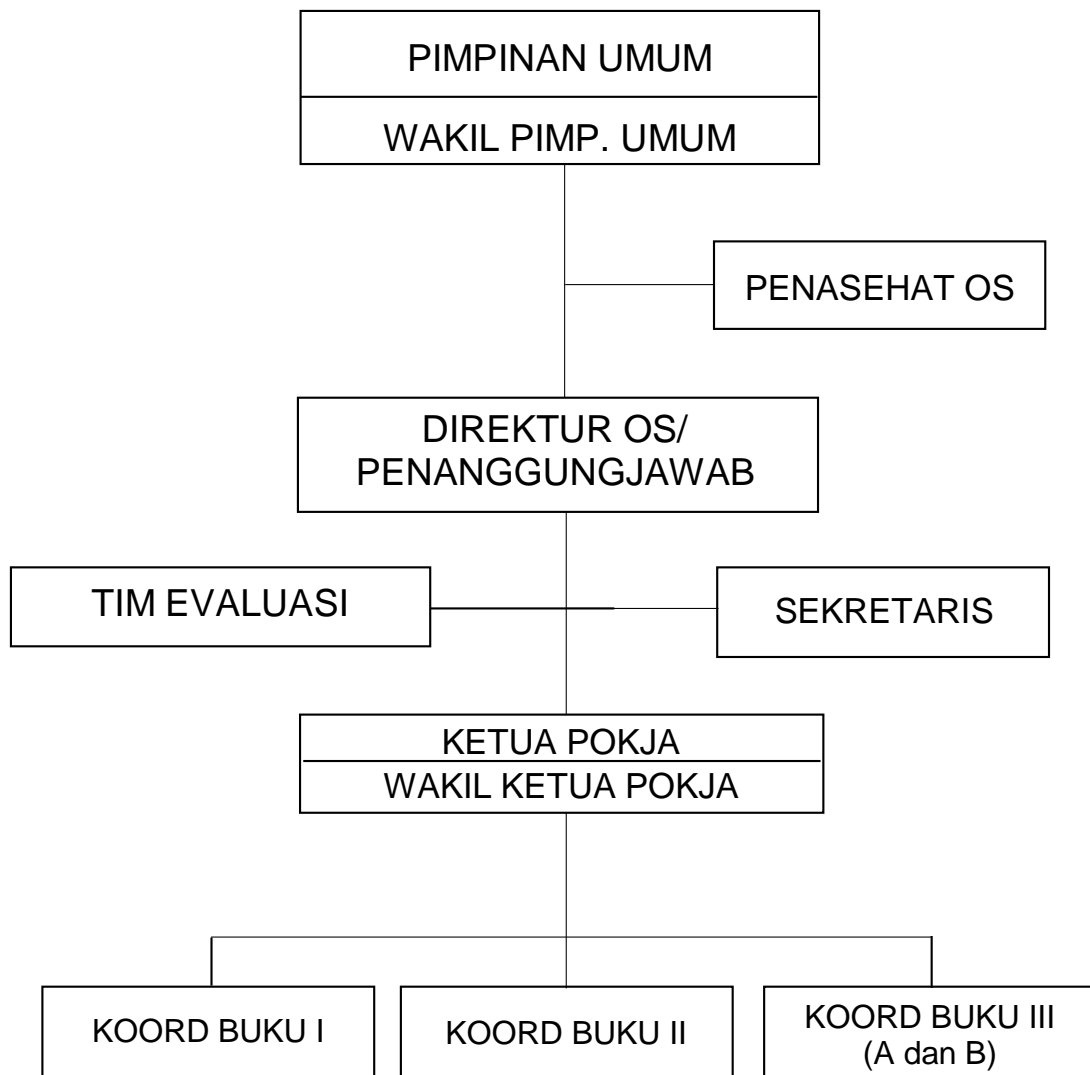 PIMPINAN UMUM
WAKIL PIMP. UMUM
PENASEHAT OS
DIREKTUR OS/
PENANGGUNGJAWAB
TIM EVALUASI
SEKRETARIS
KETUA POKJA
WAKIL KETUA POKJA
KOORD BUKU I
KOORD BUKU II
KOORD BUKU III
(A dan B)